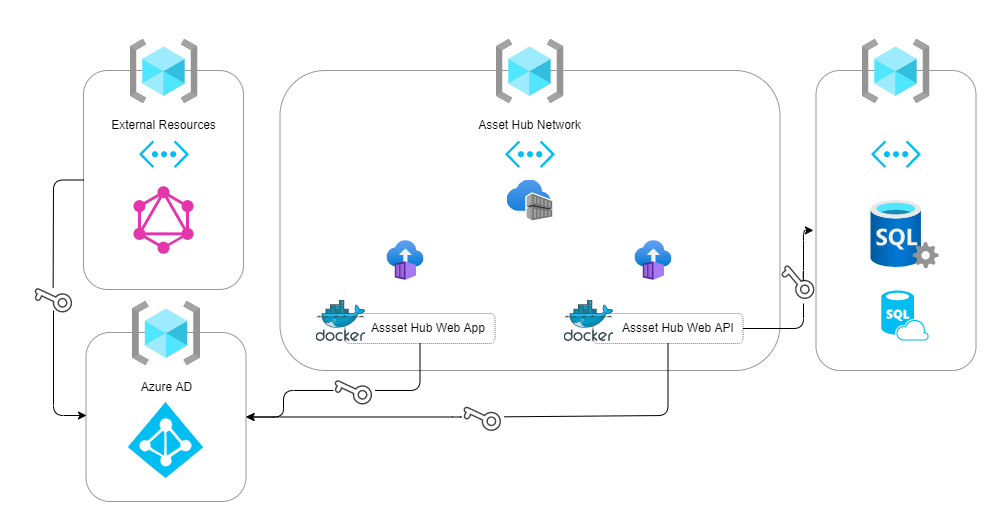 External Resources
Asset Hub Network
SQL
SQL
docker
Assset Hub Web App
docker
Assset Hub Web API
Azure AD